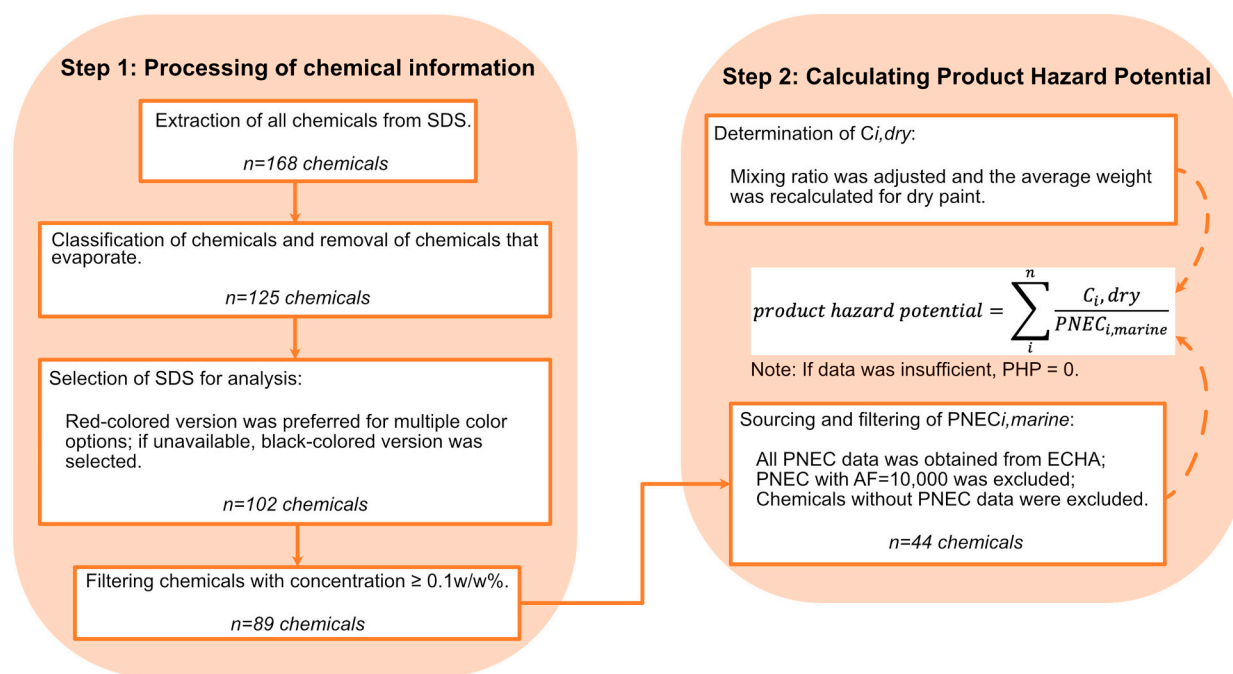 Step 1: Processing of chemical information
Extraction of all chemicals from SDS.
n=168 chemicals
Classification of chemicals and removal of chemicals that
evaporate.
n=125 chemicals
Selection of SDS for analysis:
Red-colored version was preferred for multiple color
options; if unavailable, black-colored version was
selected.
n=102 chemicals
Filtering chemicals with concentration ≥ 0.1w/w%.
n=89 chemicals
Step 2: Calculating Product Hazard Potential
Determination of Ci,dry:
Mixing ratio was adjusted and the average weight
was recalculated for dry paint.
product hazard potential = ∑ᵢⁿ Cᵢ,dry / PNECᵢ,marine
Note: If data was insufficient, PHP = 0.
Sourcing and filtering of PNECi,marine:
All PNEC data was obtained from ECHA;
PNEC with AF=10,000 was excluded;
Chemicals without PNEC data were excluded.
n=44 chemicals